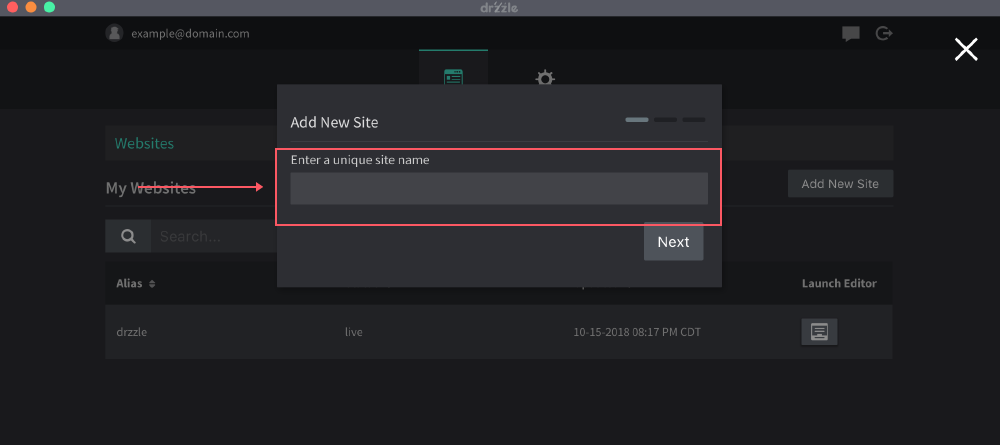 drzzle
example@domain.com
Add New Site
Websites
Enter a unique site name
My Websites
Add New Site
Search...
Next
Alias
Launch Editor
drzzle
live
10-15-2018 08:17 PM CDT